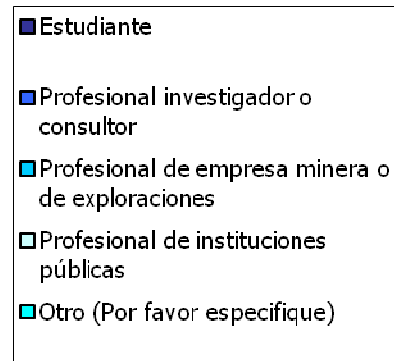 Estudiante
Profesional investigador o
consultor
Profesional de empresa minera o
de exploraciones
Profesional de instituciones
públicas
Otro (Por favor especifique)